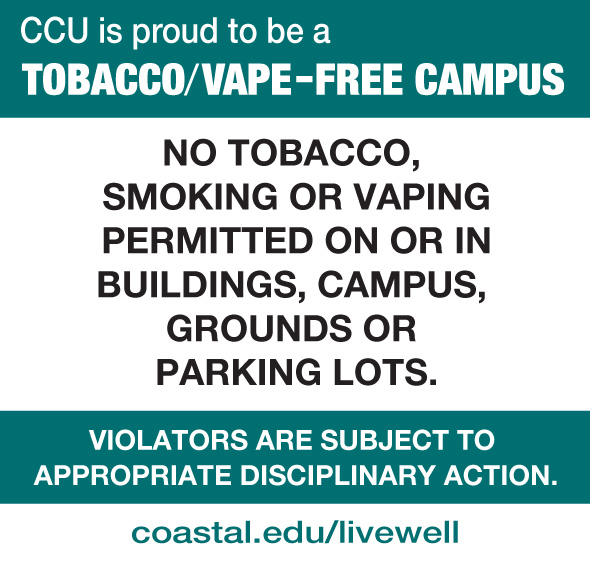 CCU is proud to be a
TOBACCO/VAPE-FREE CAMPUS
NO TOBACCO,
SMOKING OR VAPING
PERMITTED ON OR IN
BUILDINGS, CAMPUS,
GROUNDS OR
PARKING LOTS.
VIOLATORS ARE SUBJECT TO
APPROPRIATE DISCIPLINARY ACTION.
coastal.edu/livewell